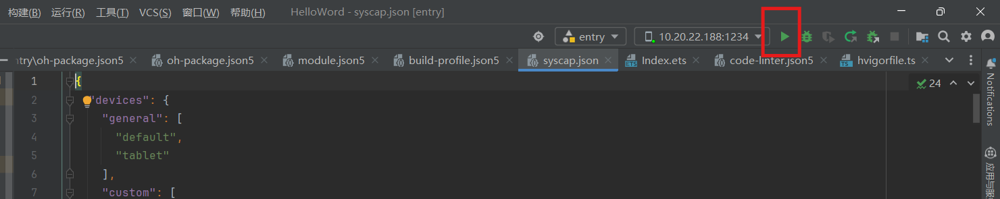 构建(B) 运行(R) 工具(T) VCS(S) 窗口(W) 帮助(H) HelloWord - syscap.json [entry]
entry 10.20.22.188:1234
ntry\oh-package.json5 oh-package.json5 module.json5 build-profile.json5 syscap.json Index.ets code-linter.json5 hvigorfile.ts
1 {
24
2 "devices": {
3 "general": [
4 "default",
5 "tablet"
6 ],
7 "custom": [
Notifications
应用与服